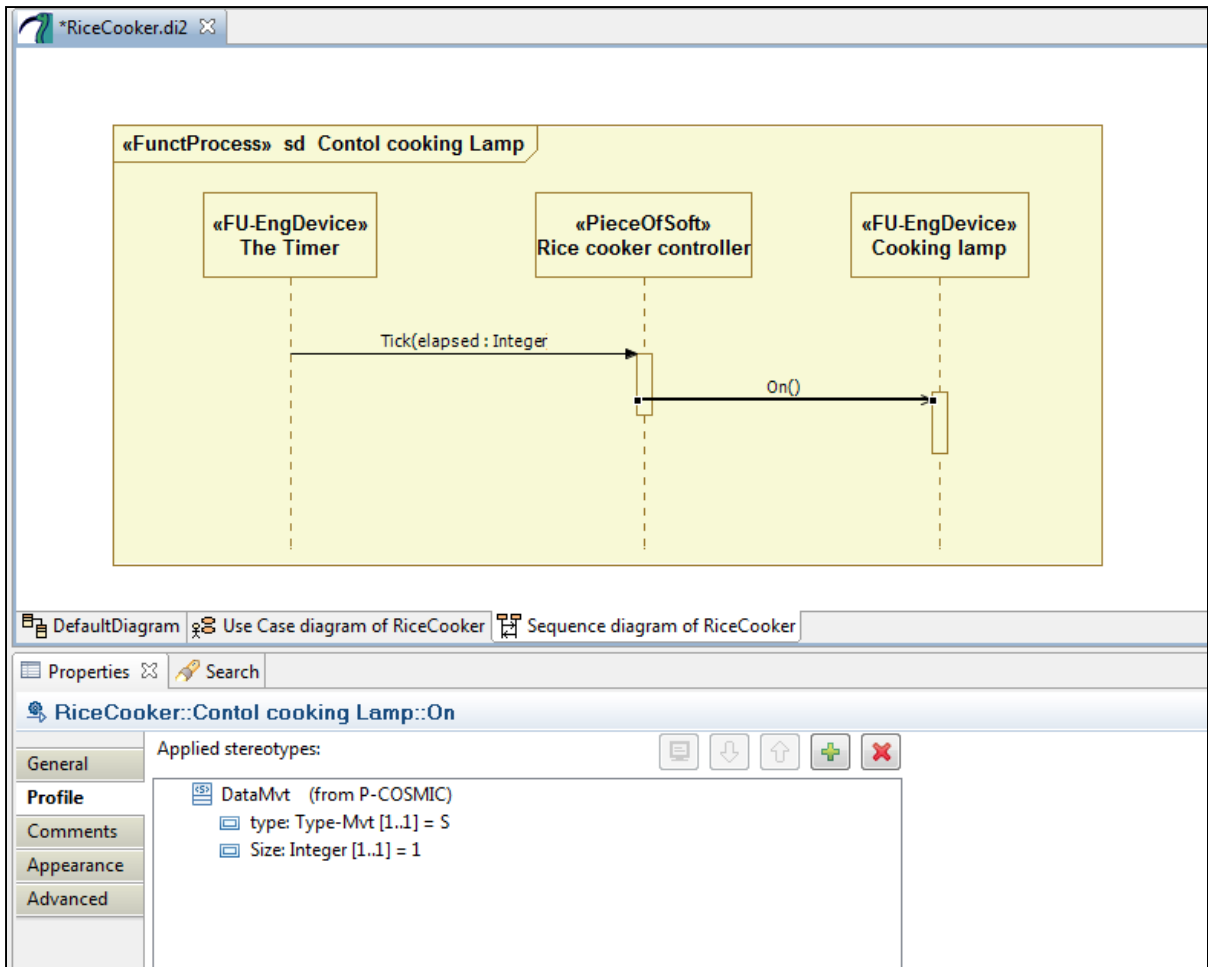 *RiceCooker.di2
«FunctProcess» sd Contol cooking Lamp
«FU-EngDevice»
The Timer
«PieceOfSoft»
Rice cooker controller
«FU-EngDevice»
Cooking lamp
Tick(elapsed : Integer
On()
DefaultDiagram Use Case diagram of RiceCooker Sequence diagram of RiceCooker
Properties Search
RiceCooker::Contol cooking Lamp::On
General
Profile
Comments
Appearance
Advanced
Applied stereotypes:
DataMvt (from P-COSMIC)
type: Type-Mvt [1..1] = S
Size: Integer [1..1] = 1